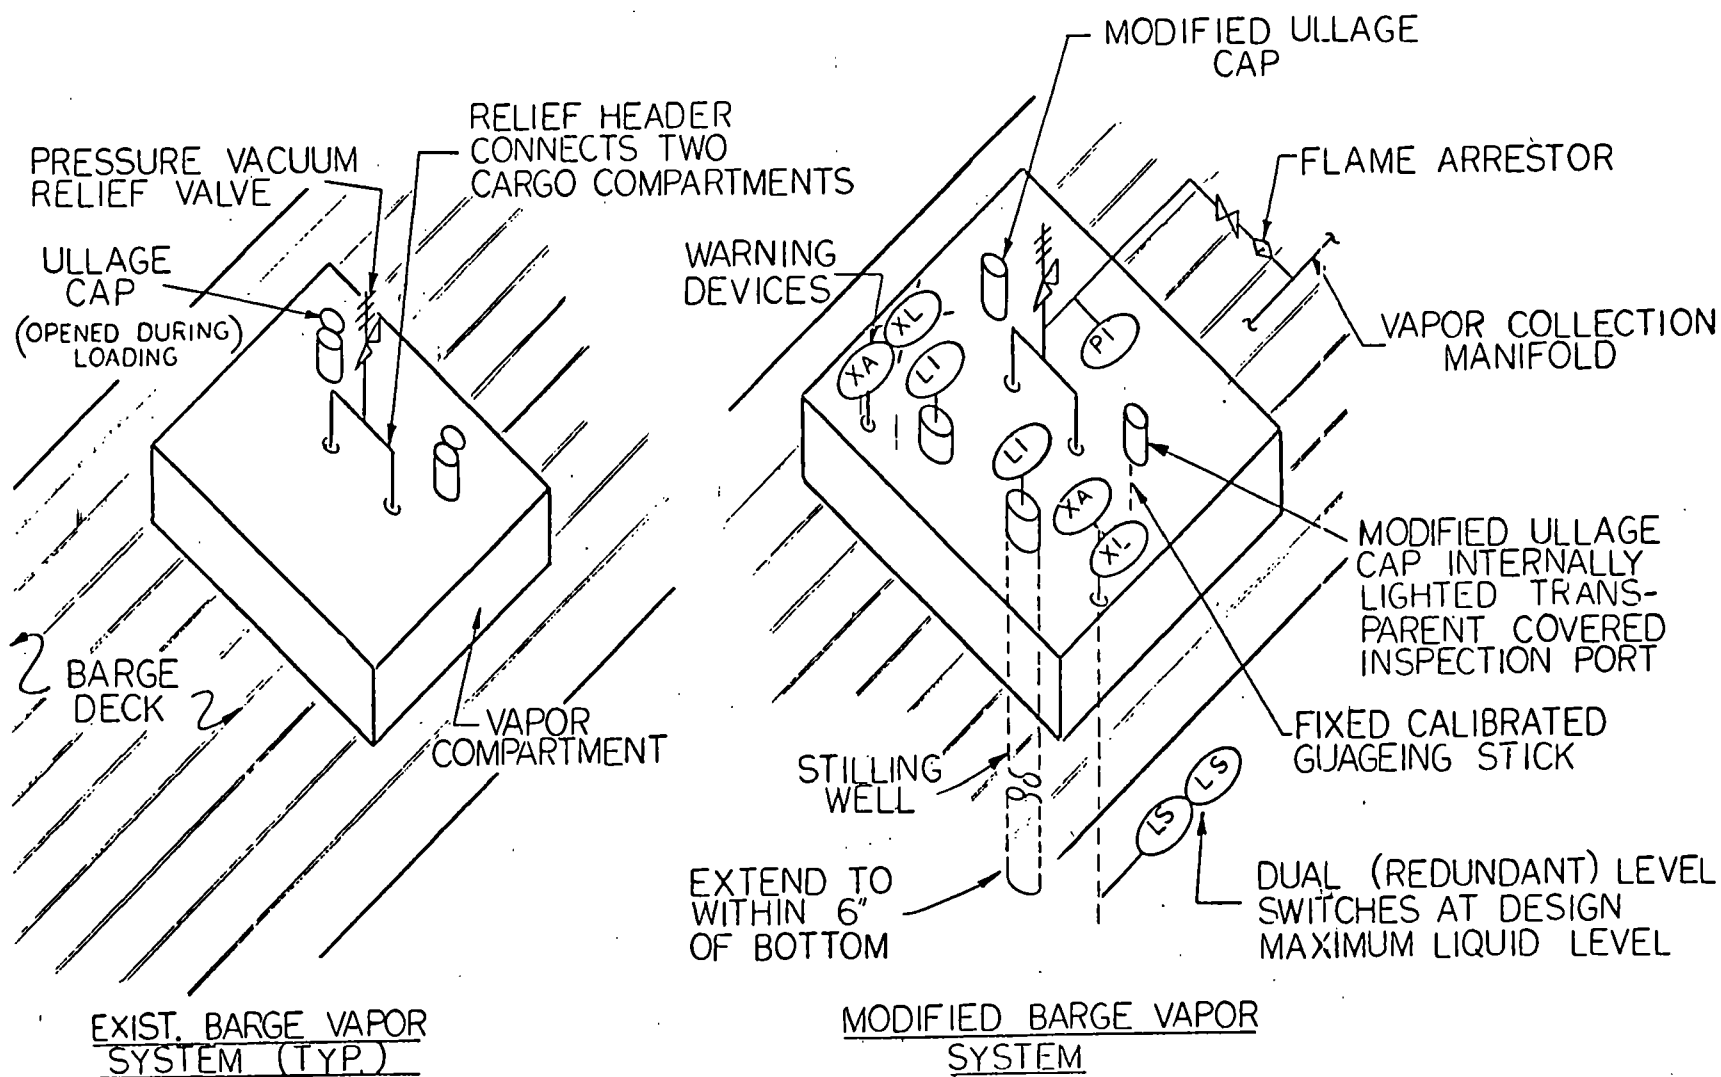 PRESSURE VACUUM
RELIEF VALVE
RELIEF HEADER
CONNECTS TWO
CARGO COMPARTMENTS
ULLAGE
CAP
(OPENED DURING)
LOADING
BARGE
DECK
VAPOR
COMPARTMENT
EXIST. BARGE VAPOR
SYSTEM (TYP.)
MODIFIED ULLAGE
CAP
FLAME ARRESTOR
WARNING
DEVICES
VAPOR COLLECTION
MANIFOLD
XL
XA
LI
PI
LI
XA
XL
MODIFIED ULLAGE
CAP INTERNALLY
LIGHTED TRANS-
PARENT COVERED
INSPECTION PORT
FIXED CALIBRATED
GUAGEING STICK
STILLING
WELL
LS
LS
EXTEND TO
WITHIN 6"
OF BOTTOM
DUAL (REDUNDANT) LEVEL
SWITCHES AT DESIGN
MAXIMUM LIQUID LEVEL
MODIFIED BARGE VAPOR
SYSTEM